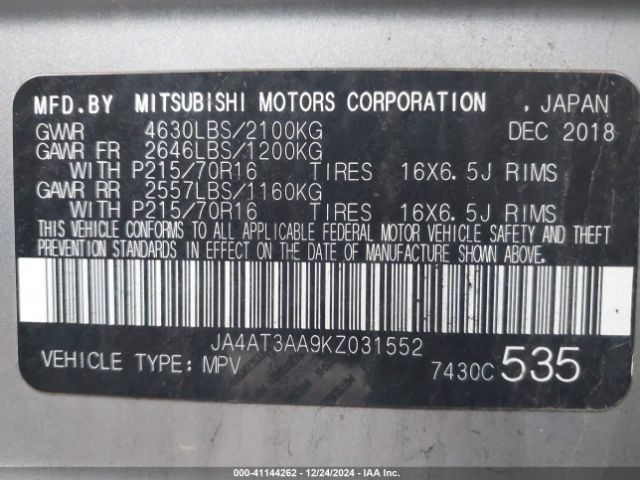 MFD.BY MITSUBISHI MOTORS CORPORATION , JAPAN
GVWR 4630LBS/2100KG DEC 2018
GAWR FR 2646LBS/1200KG
WITH P215/70R16 TIRES 16X6.5J RIMS
GAWR RR 2557LBS/1160KG
WITH P215/70R16 TIRES 16X6.5J RIMS
THIS VEHICLE CONFORMS TO ALL APPLICABLE FEDERAL MOTOR VEHICLE SAFETY AND THEFT
PREVENTION STANDARDS IN EFFECT ON THE DATE OF MANUFACTURE SHOWN ABOVE.
JA4AT3AA9KZ031552
VEHICLE TYPE: MPV 7430C 535
000-41144262 - 12/24/2024 - IAA Inc.